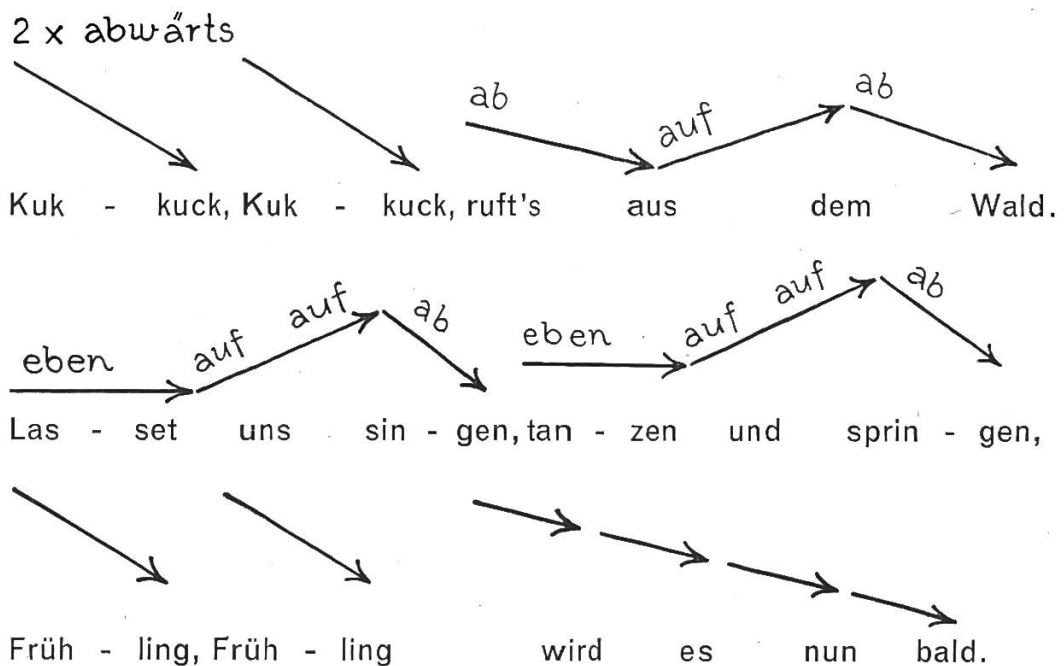 2 x abwärts
ab auf ab
Kuk - kuck, Kuk - kuck, ruft's aus dem Wald.
eben auf auf ab eben auf auf ab
Las - set uns sin - gen, tan - zen und sprin - gen,
Früh - ling, Früh - ling wird es nun bald.